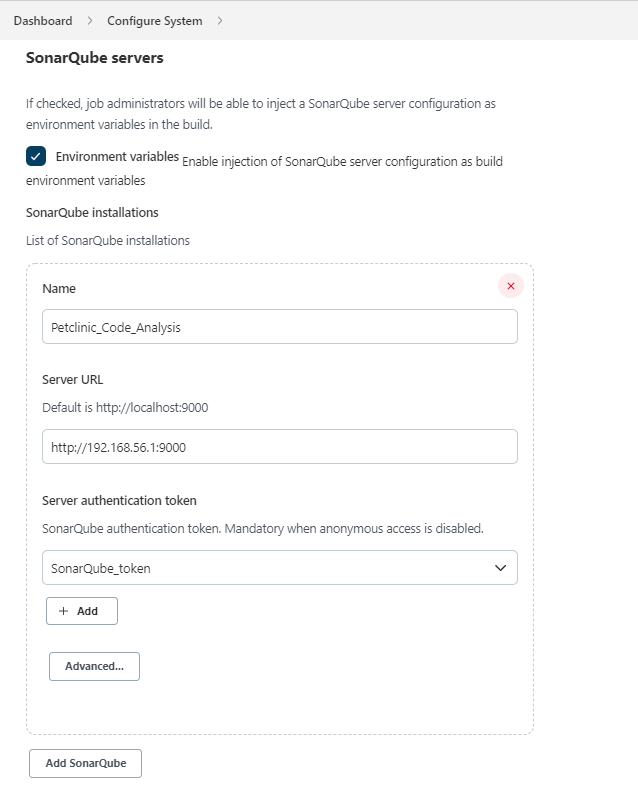 Dashboard > Configure System >
SonarQube servers
If checked, job administrators will be able to inject a SonarQube server configuration as
environment variables in the build.
Environment variables Enable injection of SonarQube server configuration as build
environment variables
SonarQube installations
List of SonarQube installations
Name
Petclinic_Code_Analysis
Server URL
Default is http://localhost:9000
http://192.168.56.1:9000
Server authentication token
SonarQube authentication token. Mandatory when anonymous access is disabled.
SonarQube_token
+ Add
Advanced...
Add SonarQube